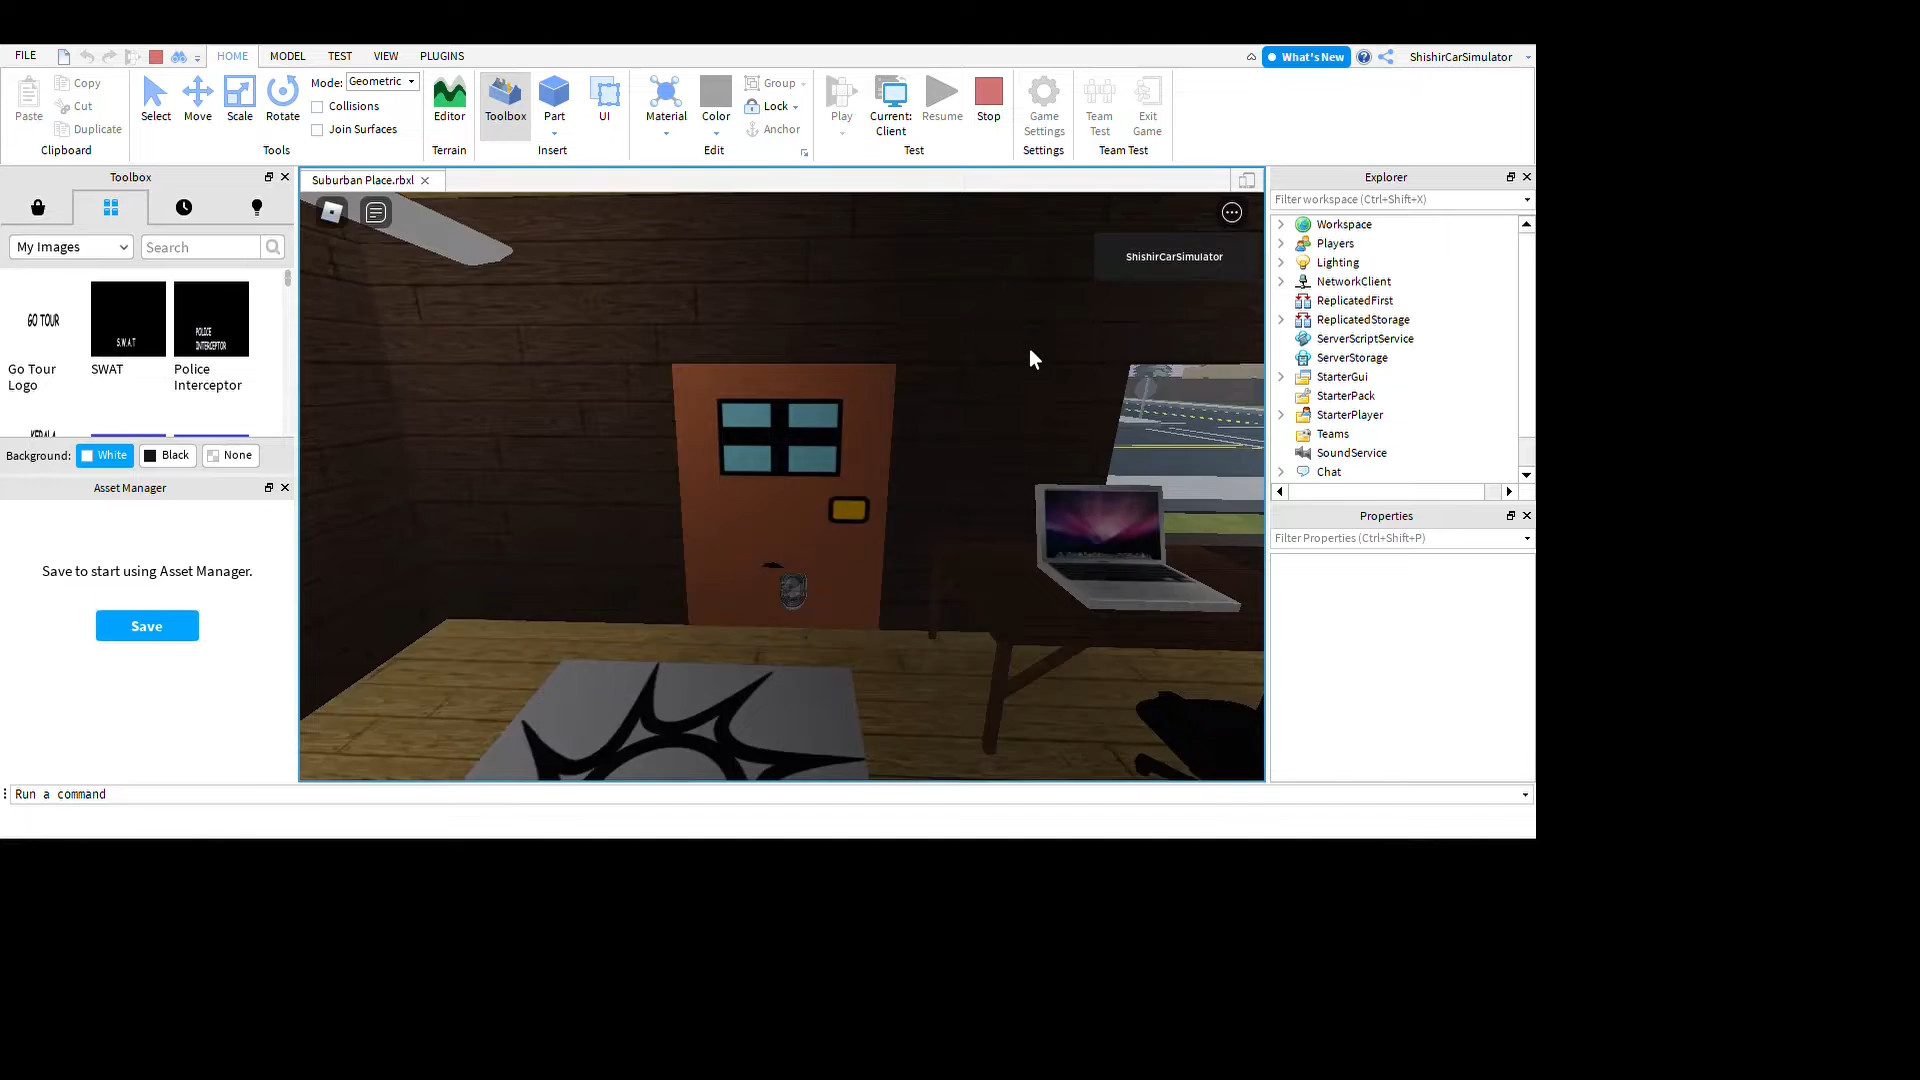 FILE HOME MODEL TEST VIEW PLUGINS What's New ShishirCarSimulator
Paste Copy Cut Duplicate Clipboard
Select Move Scale Rotate Mode: Geometric Collisions Join Surfaces Tools
Editor Terrain
Toolbox Part UI Insert
Material Color Group Lock Anchor Edit
Play Current: Client Resume Stop Test
Game Settings Settings
Team Test Exit Game Team Test
Toolbox
My Images Search
GO TOUR
S.W.A.T
POLICE
INTERCEPTOR
Go Tour Logo
SWAT
Police Interceptor
KERALA
Background: White Black None
Asset Manager
Save to start using Asset Manager.
Save
Suburban Place.rbxl
ShishirCarSimulator
Explorer
Filter workspace (Ctrl+Shift+X)
Workspace
Players
Lighting
NetworkClient
ReplicatedFirst
ReplicatedStorage
ServerScriptService
ServerStorage
StarterGui
StarterPack
StarterPlayer
Teams
SoundService
Chat
Properties
Filter Properties (Ctrl+Shift+P)
Run a command